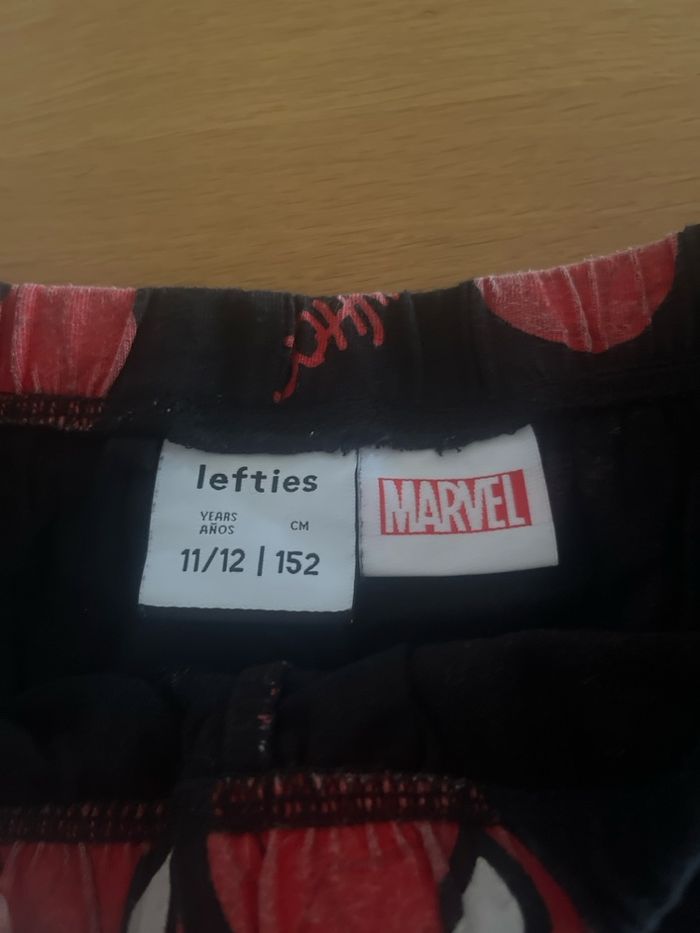 lefties
YEARS
AÑOS
CM
11/12 | 152
MARVEL